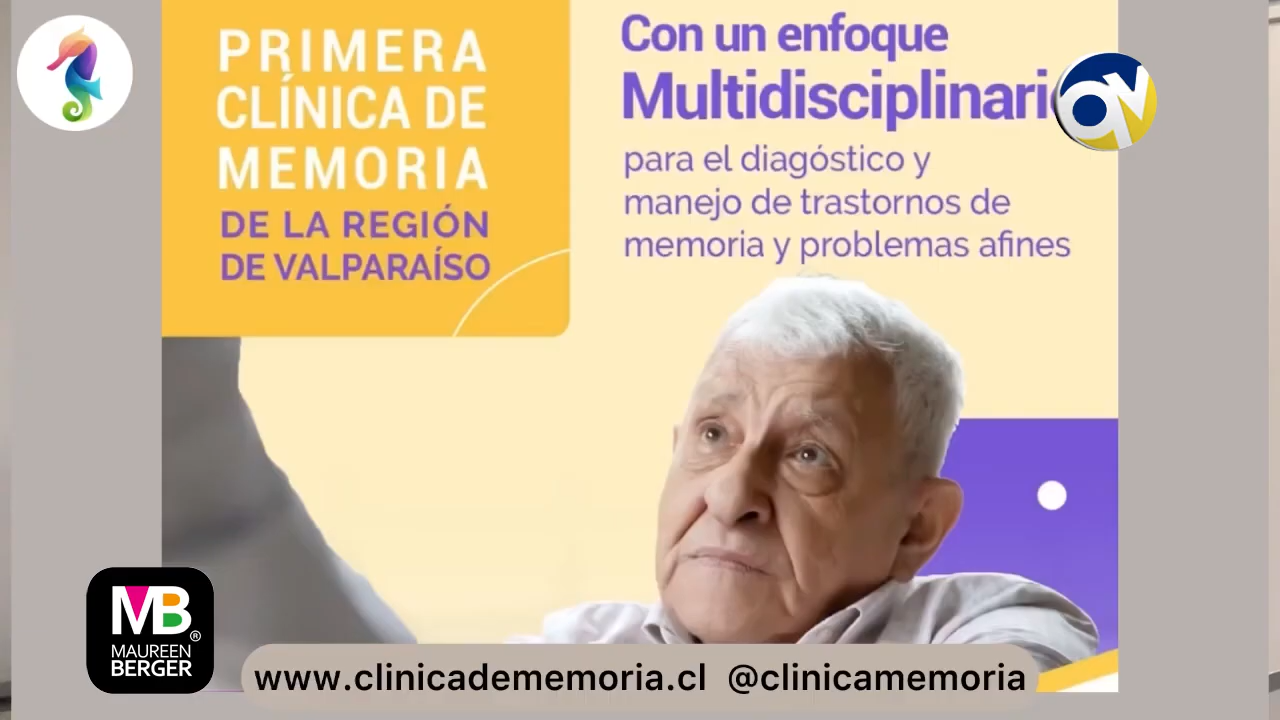 PRIMERA
CLÍNICA DE
MEMORIA
DE LA REGIÓN
DE VALPARAÍSO
Con un enfoque
Multidisciplinari
para el diagóstico y
manejo de trastornos de
memoria y problemas afines
MB®
MAUREEN
BERGER
www.clinicadememoria.cl @clinicamemoria